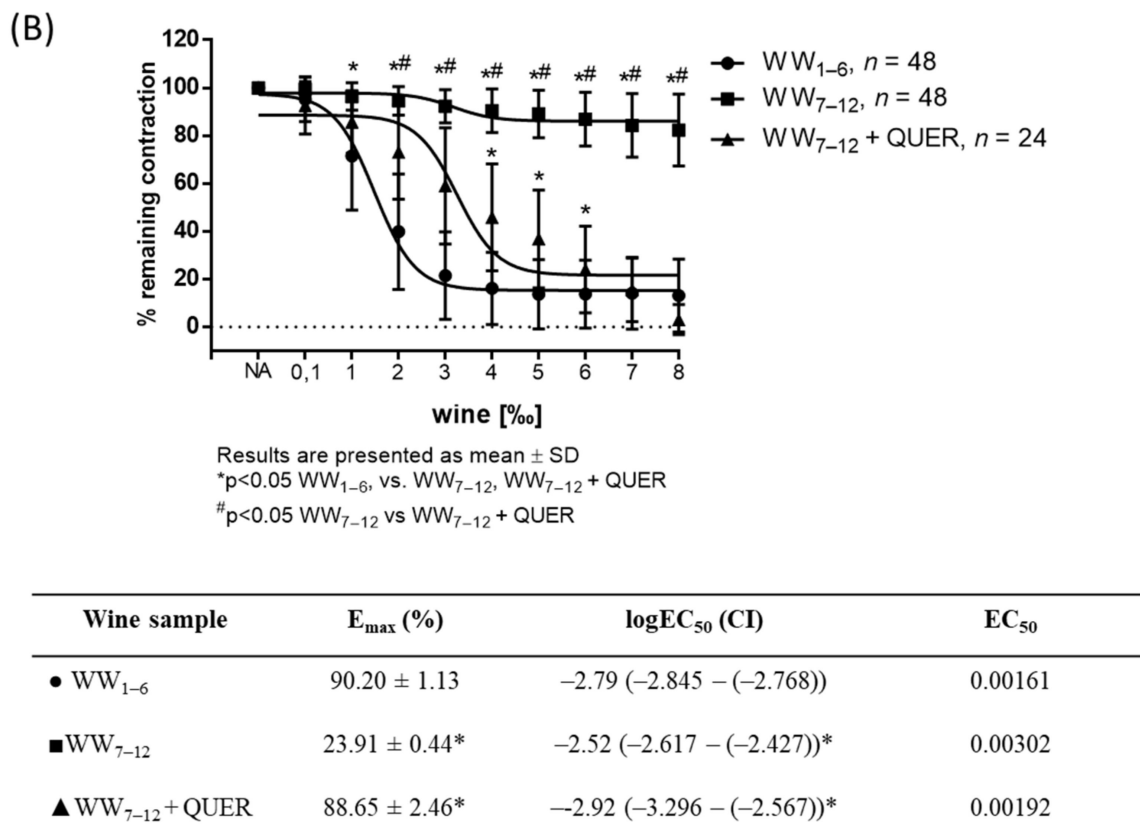 (B)
120
100
80
60
40
20
0
% remaining contraction
* *# *# *# *# *# *# *#
* * *
NA 0,1 1 2 3 4 5 6 7 8
wine [‰]
WW1–6, n = 48
WW7–12, n = 48
WW7–12 + QUER, n = 24
Results are presented as mean ± SD
*p<0.05 WW1–6, vs. WW7–12, WW7–12 + QUER
#p<0.05 WW7–12 vs WW7–12 + QUER
Wine sample Emax (%) logEC50 (CI) EC50
● WW1–6 90.20 ± 1.13 –2.79 (–2.845 – (–2.768)) 0.00161
■WW7–12 23.91 ± 0.44* –2.52 (–2.617 – (–2.427))* 0.00302
▲ WW7–12 + QUER 88.65 ± 2.46* –-2.92 (–3.296 – (–2.567))* 0.00192